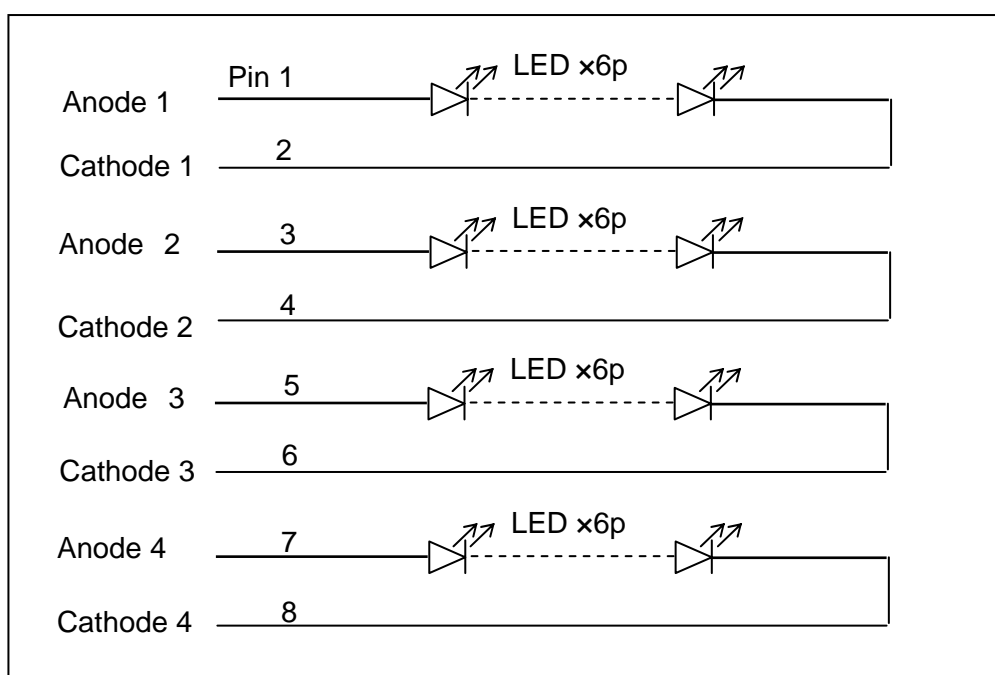 Pin 1
LED ×6p
Anode 1
2
Cathode 1
LED ×6p
Anode 2
3
4
Cathode 2
LED ×6p
Anode 3
5
6
Cathode 3
LED ×6p
Anode 4
7
8
Cathode 4